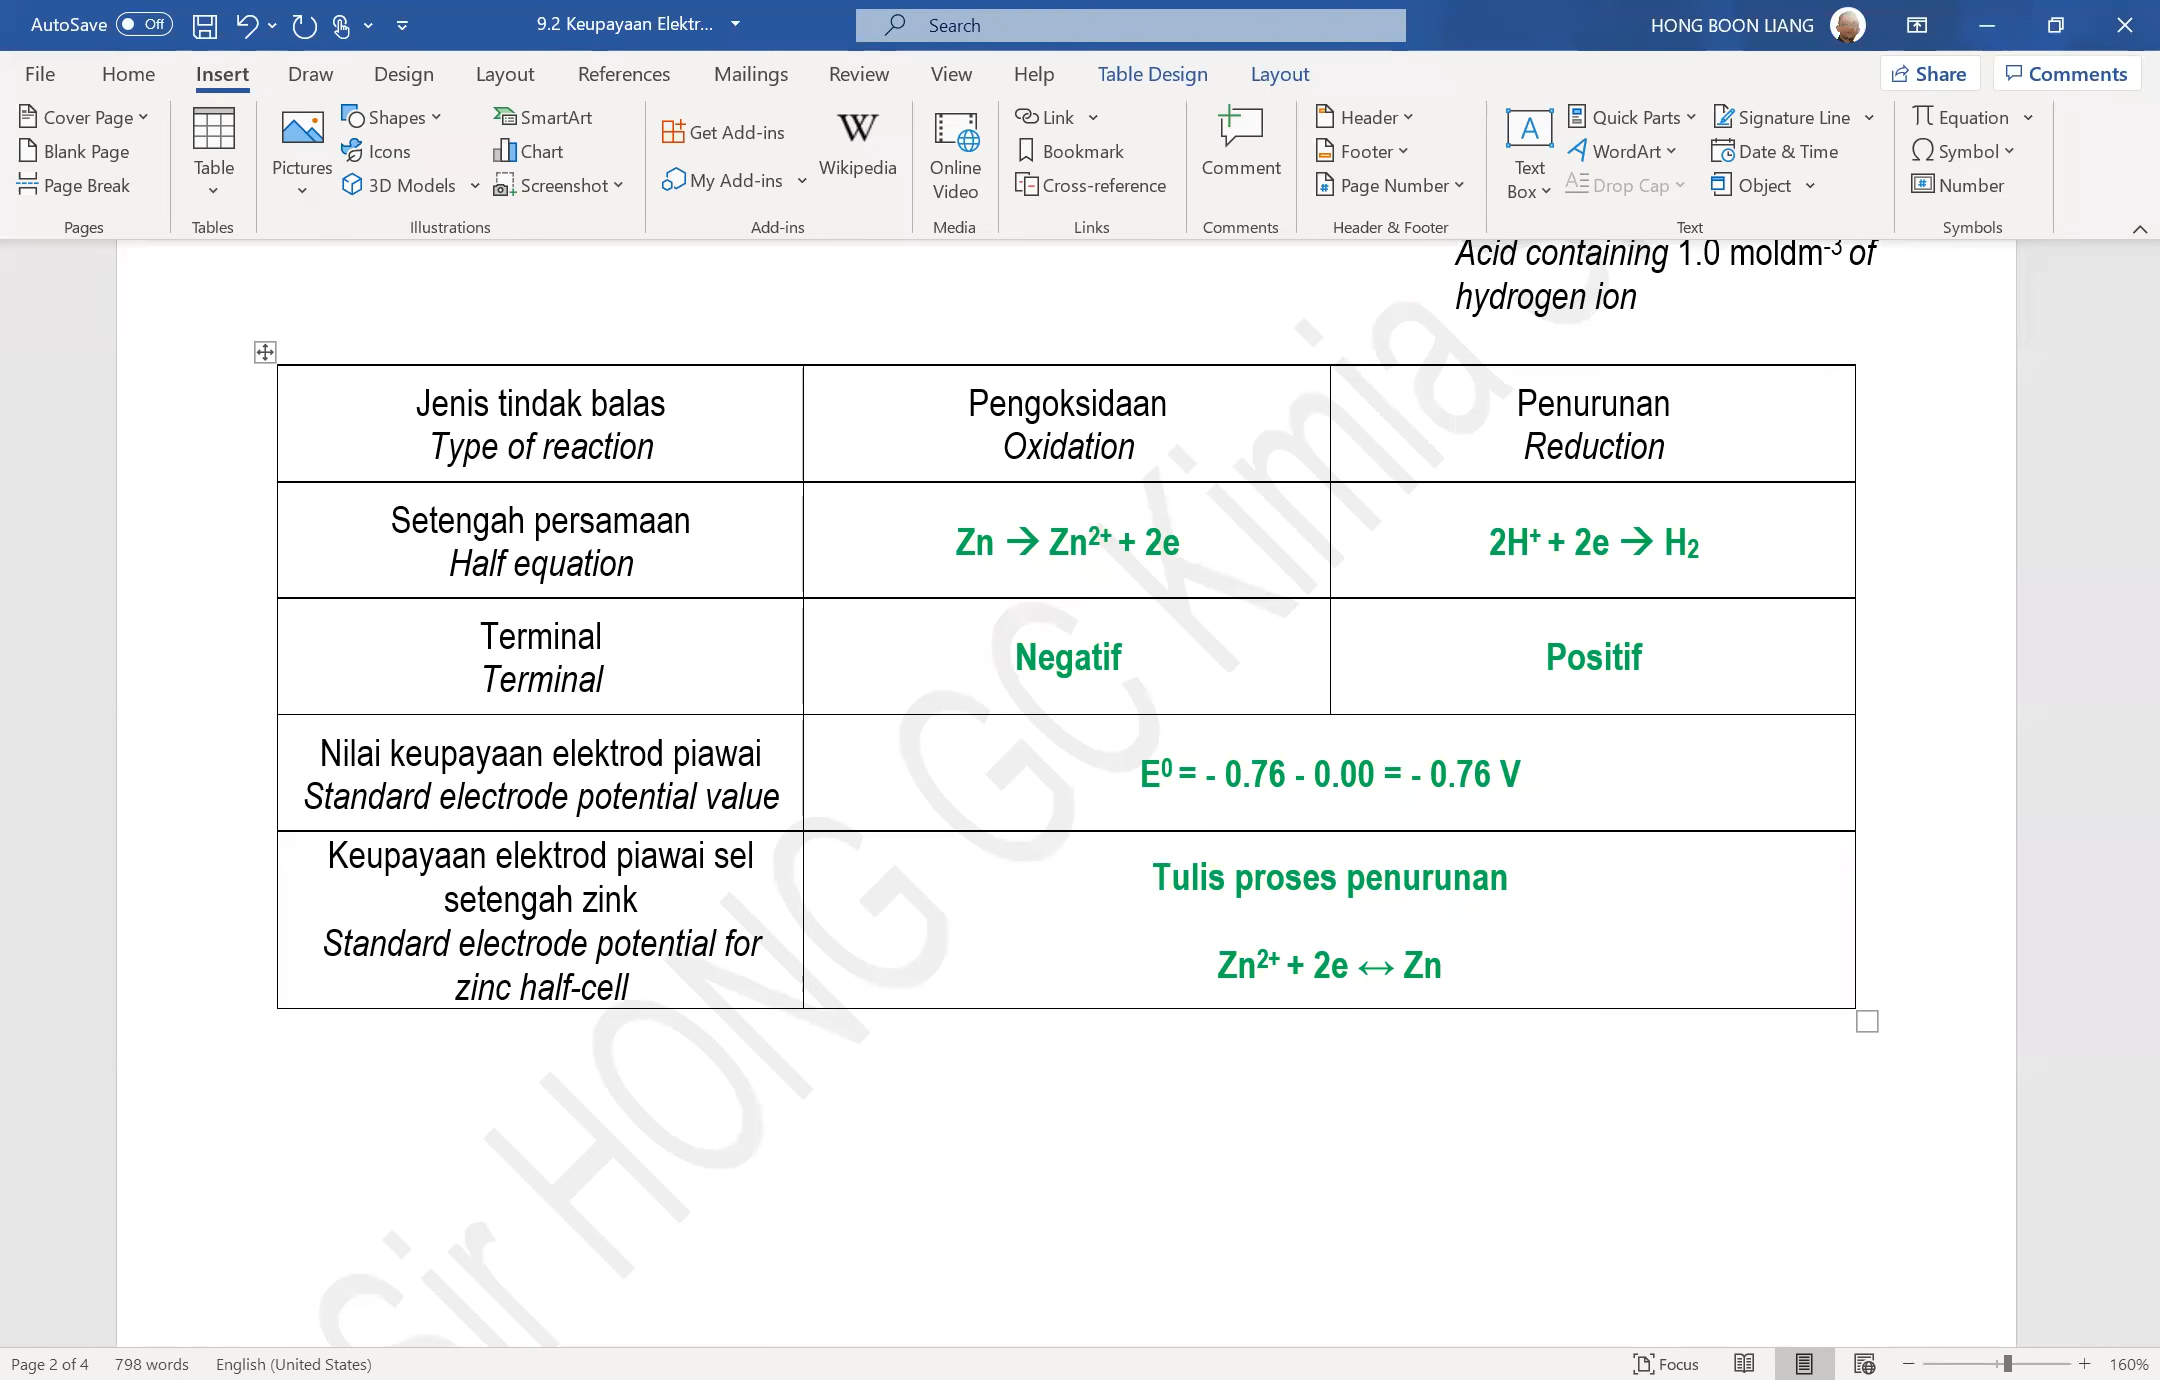 AutoSave Off 9.2 Keupayaan Elektr... Search HONG BOON LIANG
File Home Insert Draw Design Layout References Mailings Review View Help Table Design Layout Share Comments
Cover Page
Blank Page
Page Break
Pages
Table
Tables
Pictures
Shapes
Icons
3D Models
SmartArt
Chart
Screenshot
Illustrations
Get Add-ins
My Add-ins
Wikipedia
Add-ins
Online
Video
Media
Link
Bookmark
Cross-reference
Links
Comment
Comments
Header
Footer
Page Number
Header & Footer
Text
Box
Quick Parts
WordArt
Drop Cap
Signature Line
Date & Time
Object
Text
Equation
Symbol
Number
Symbols
Acid containing 1.0 moldm⁻³ of
hydrogen ion
Jenis tindak balas
Type of reaction
Pengoksidaan
Oxidation
Penurunan
Reduction
Setengah persamaan
Half equation
Zn → Zn²⁺ + 2e
2H⁺ + 2e → H₂
Terminal
Terminal
Negatif
Positif
Nilai keupayaan elektrod piawai
Standard electrode potential value
E⁰ = - 0.76 - 0.00 = - 0.76 V
Keupayaan elektrod piawai sel
setengah zink
Standard electrode potential for
zinc half-cell
Tulis proses penurunan
Zn²⁺ + 2e ↔ Zn
Sir HONG GC Kimia
Page 2 of 4 798 words English (United States) Focus 160%